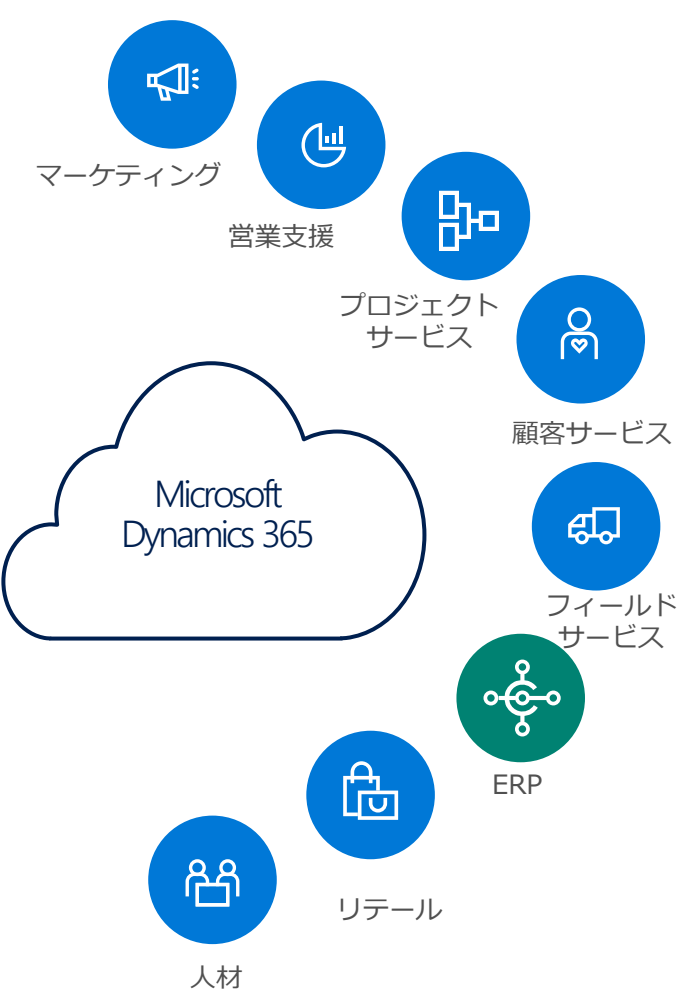 マーケティング
営業支援
プロジェクト
サービス
顧客サービス
Microsoft
Dynamics 365
フィールド
サービス
ERP
リテール
人材